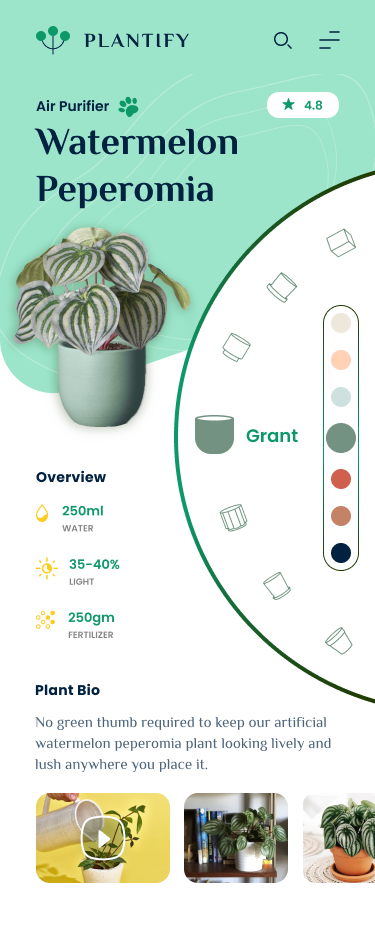 PLANTIFY
Air Purifier
4.8
Watermelon
Peperomia
Grant
Overview
250ml
WATER
35-40%
LIGHT
250gm
FERTILIZER
Plant Bio
No green thumb required to keep our artificial
watermelon peperomia plant looking lively and
lush anywhere you place it.